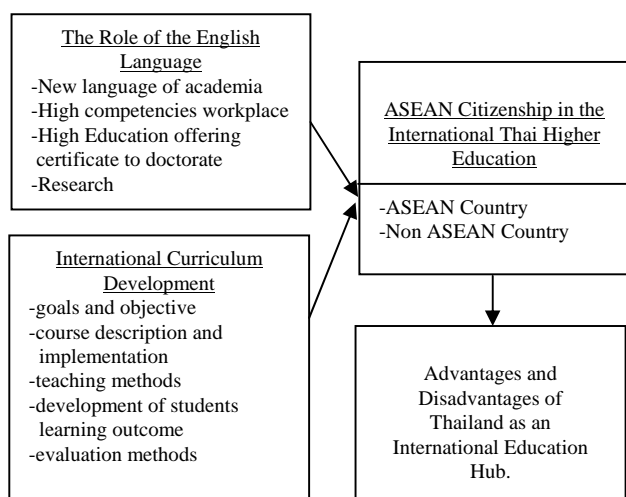 The Role of the English
Language
-New language of academia
-High competencies workplace
-High Education offering
certificate to doctorate
-Research
International Curriculum
Development
-goals and objective
-course description and
implementation
-teaching methods
-development of students
learning outcome
-evaluation methods
ASEAN Citizenship in the
International Thai Higher
Education
-ASEAN Country
-Non ASEAN Country
Advantages and
Disadvantages of
Thailand as an
International Education
Hub.